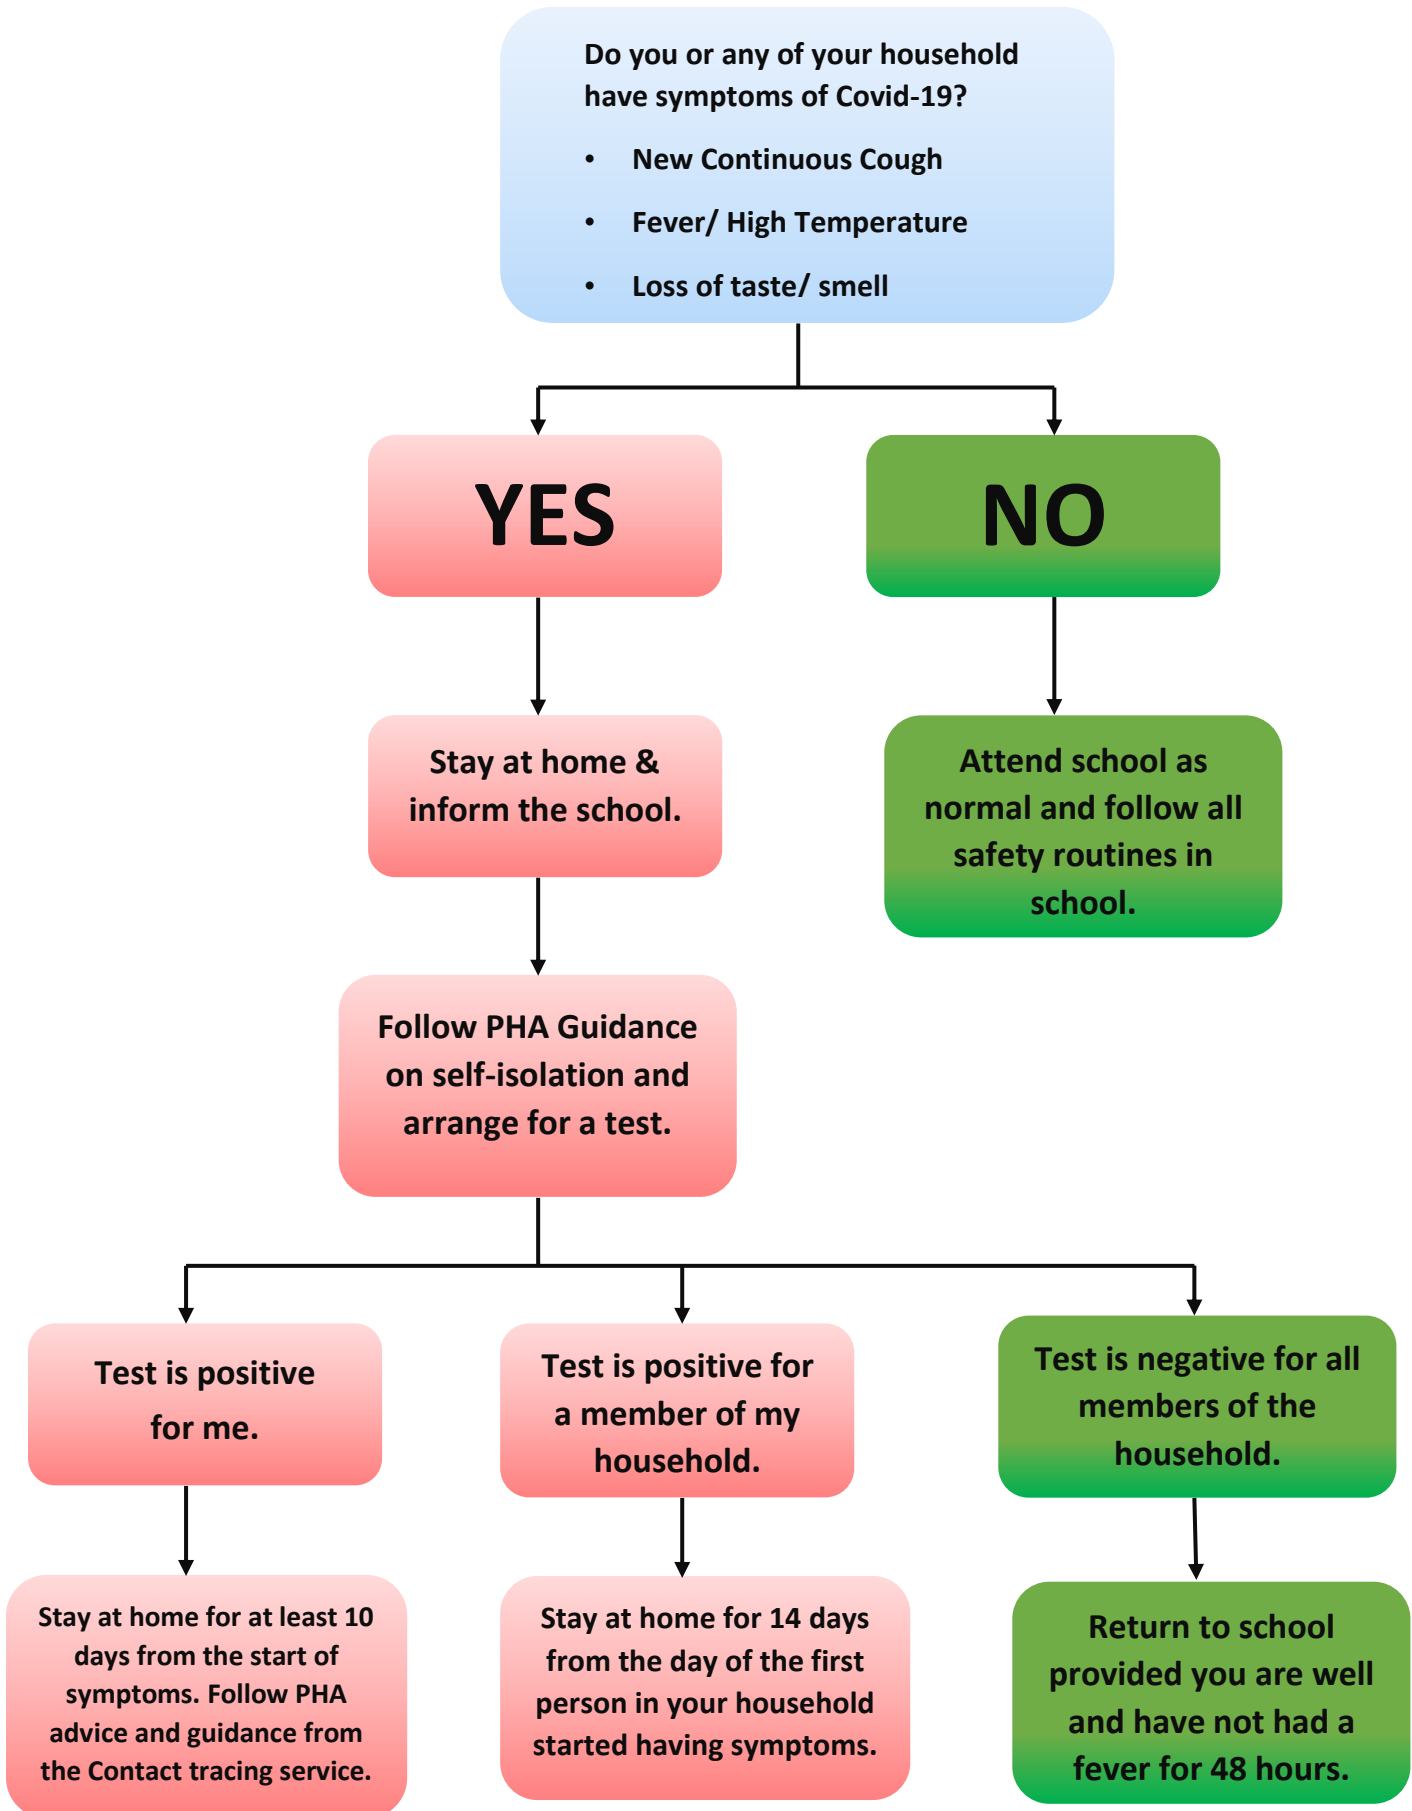 Do you or any of your household
have symptoms of Covid-19?
• New Continuous Cough
• Fever/ High Temperature
• Loss of taste/ smell
YES
NO
Stay at home &
inform the school.
Attend school as
normal and follow all
safety routines in
school.
Follow PHA Guidance
on self-isolation and
arrange for a test.
Test is positive
for me.
Test is positive for
a member of my
household.
Test is negative for all
members of the
household.
Stay at home for at least 10
days from the start of
symptoms. Follow PHA
advice and guidance from
the Contact tracing service.
Stay at home for 14 days
from the day of the first
person in your household
started having symptoms.
Return to school
provided you are well
and have not had a
fever for 48 hours.